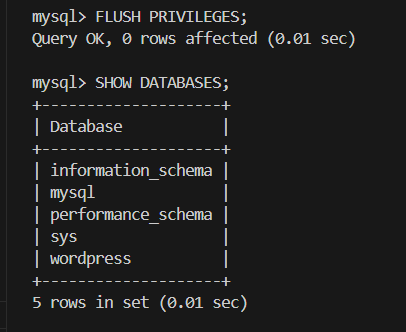 mysql> FLUSH PRIVILEGES;
Query OK, 0 rows affected (0.01 sec)
mysql> SHOW DATABASES;
+--------------------+
| Database           |
+--------------------+
| information_schema |
| mysql              |
| performance_schema |
| sys                |
| wordpress          |
+--------------------+
5 rows in set (0.01 sec)